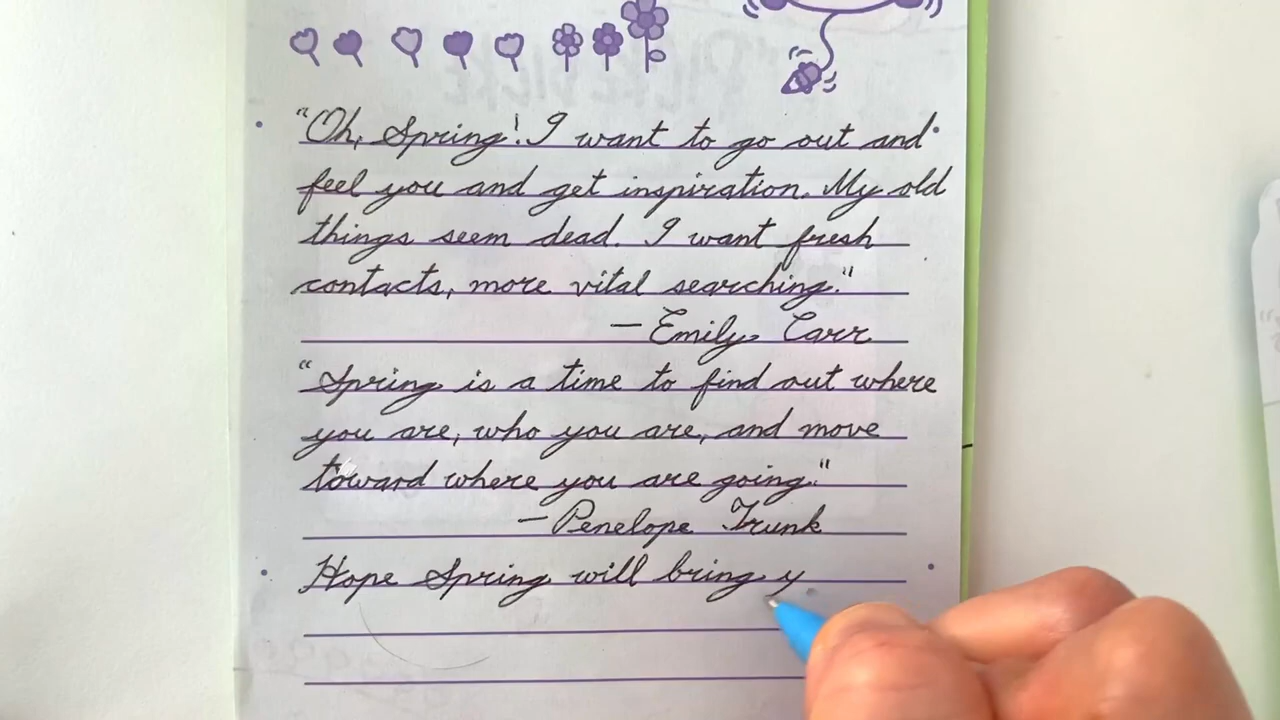 "Oh, Spring! I want to go out and
feel you and get inspiration. My old
things seem dead. I want fresh
contacts, more vital searching."
— Emily Carr
"Spring is a time to find out where
you are, who you are, and move
toward where you are going."
— Penelope Trunk
Hope Spring will bring y